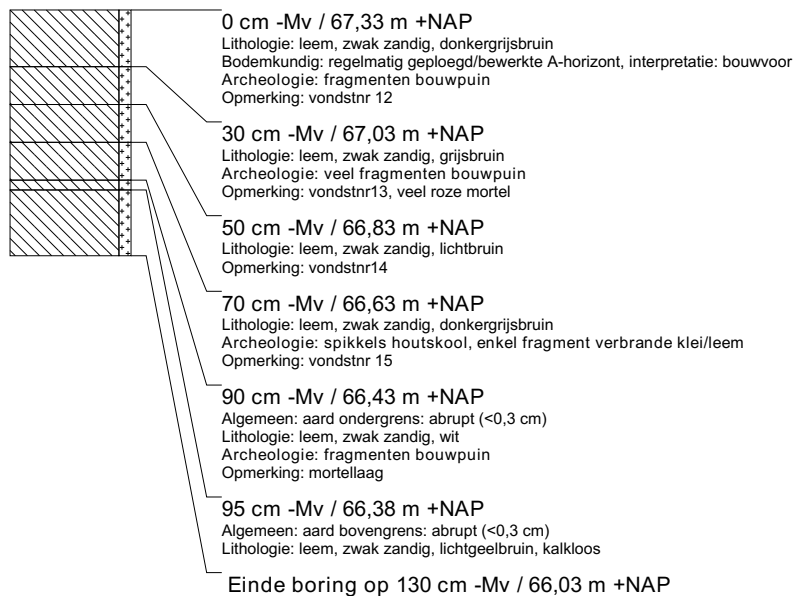 0 cm -Mv / 67,33 m +NAP
Lithologie: leem, zwak zandig, donkergrijsbruin
Bodemkundig: regelmatig geploegd/bewerkte A-horizont, interpretatie: bouwvoor
Archeologie: fragmenten bouwpuin
Opmerking: vondstnr 12
30 cm -Mv / 67,03 m +NAP
Lithologie: leem, zwak zandig, grijsbruin
Archeologie: veel fragmenten bouwpuin
Opmerking: vondstnr13, veel roze mortel
50 cm -Mv / 66,83 m +NAP
Lithologie: leem, zwak zandig, lichtbruin
Opmerking: vondstnr14
70 cm -Mv / 66,63 m +NAP
Lithologie: leem, zwak zandig, donkergrijsbruin
Archeologie: spikkels houtskool, enkel fragment verbrande klei/leem
Opmerking: vondstnr 15
90 cm -Mv / 66,43 m +NAP
Algemeen: aard ondergrens: abrupt (<0,3 cm)
Lithologie: leem, zwak zandig, wit
Archeologie: fragmenten bouwpuin
Opmerking: mortellaag
95 cm -Mv / 66,38 m +NAP
Algemeen: aard bovengrens: abrupt (<0,3 cm)
Lithologie: leem, zwak zandig, lichtgeelbruin, kalkloos
Einde boring op 130 cm -Mv / 66,03 m +NAP